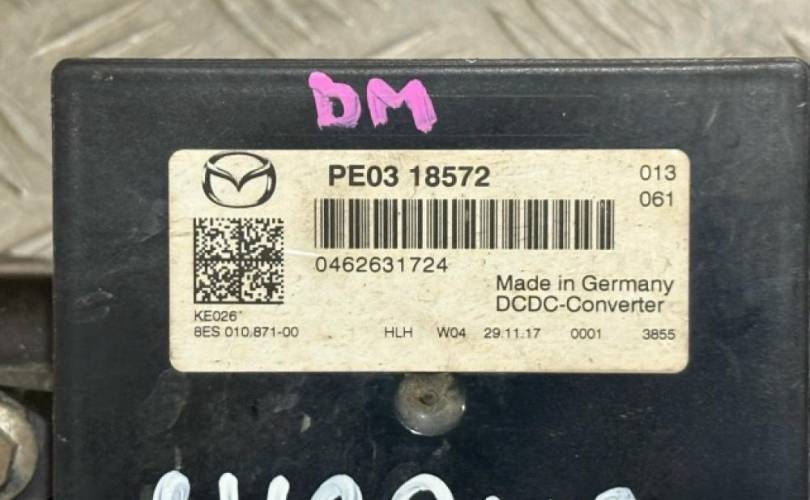 DM
PE03 18572
013
061
0462631724
Made in Germany
DCDC-Converter
KE026
8ES 010.871-00 HLH W04 29.11.17 0001 3855